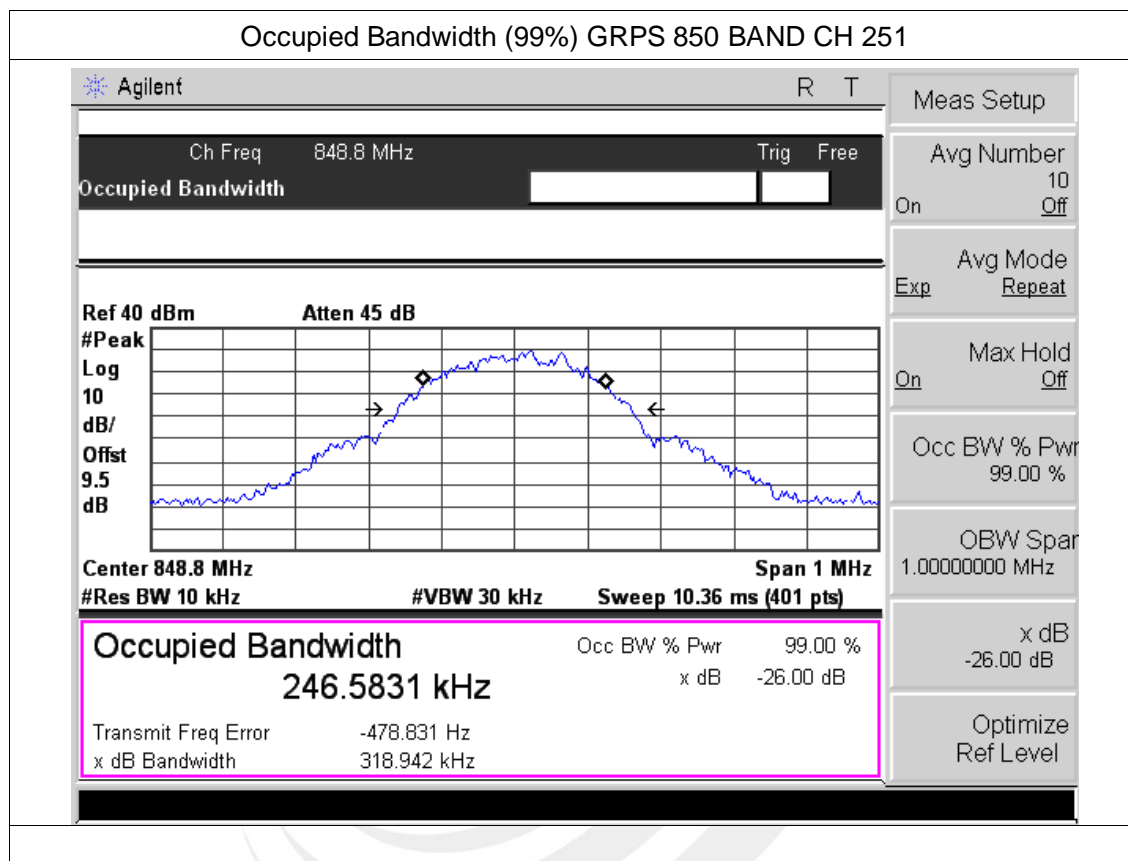 Occupied Bandwidth (99%) GRPS 850 BAND CH 251
Agilent R T
Ch Freq 848.8 MHz Trig Free
Occupied Bandwidth
Ref 40 dBm Atten 45 dB
#Peak
Log
10
dB/
Offst
9.5
dB
Center 848.8 MHz Span 1 MHz
#Res BW 10 kHz #VBW 30 kHz Sweep 10.36 ms (401 pts)
Occupied Bandwidth Occ BW % Pwr 99.00 %
246.5831 kHz x dB -26.00 dB
Transmit Freq Error -478.831 Hz
x dB Bandwidth 318.942 kHz
Meas Setup
Avg Number
10
On Off
Avg Mode
Exp Repeat
Max Hold
On Off
Occ BW % Pwr
99.00 %
OBW Span
1.00000000 MHz
x dB
-26.00 dB
Optimize
Ref Level